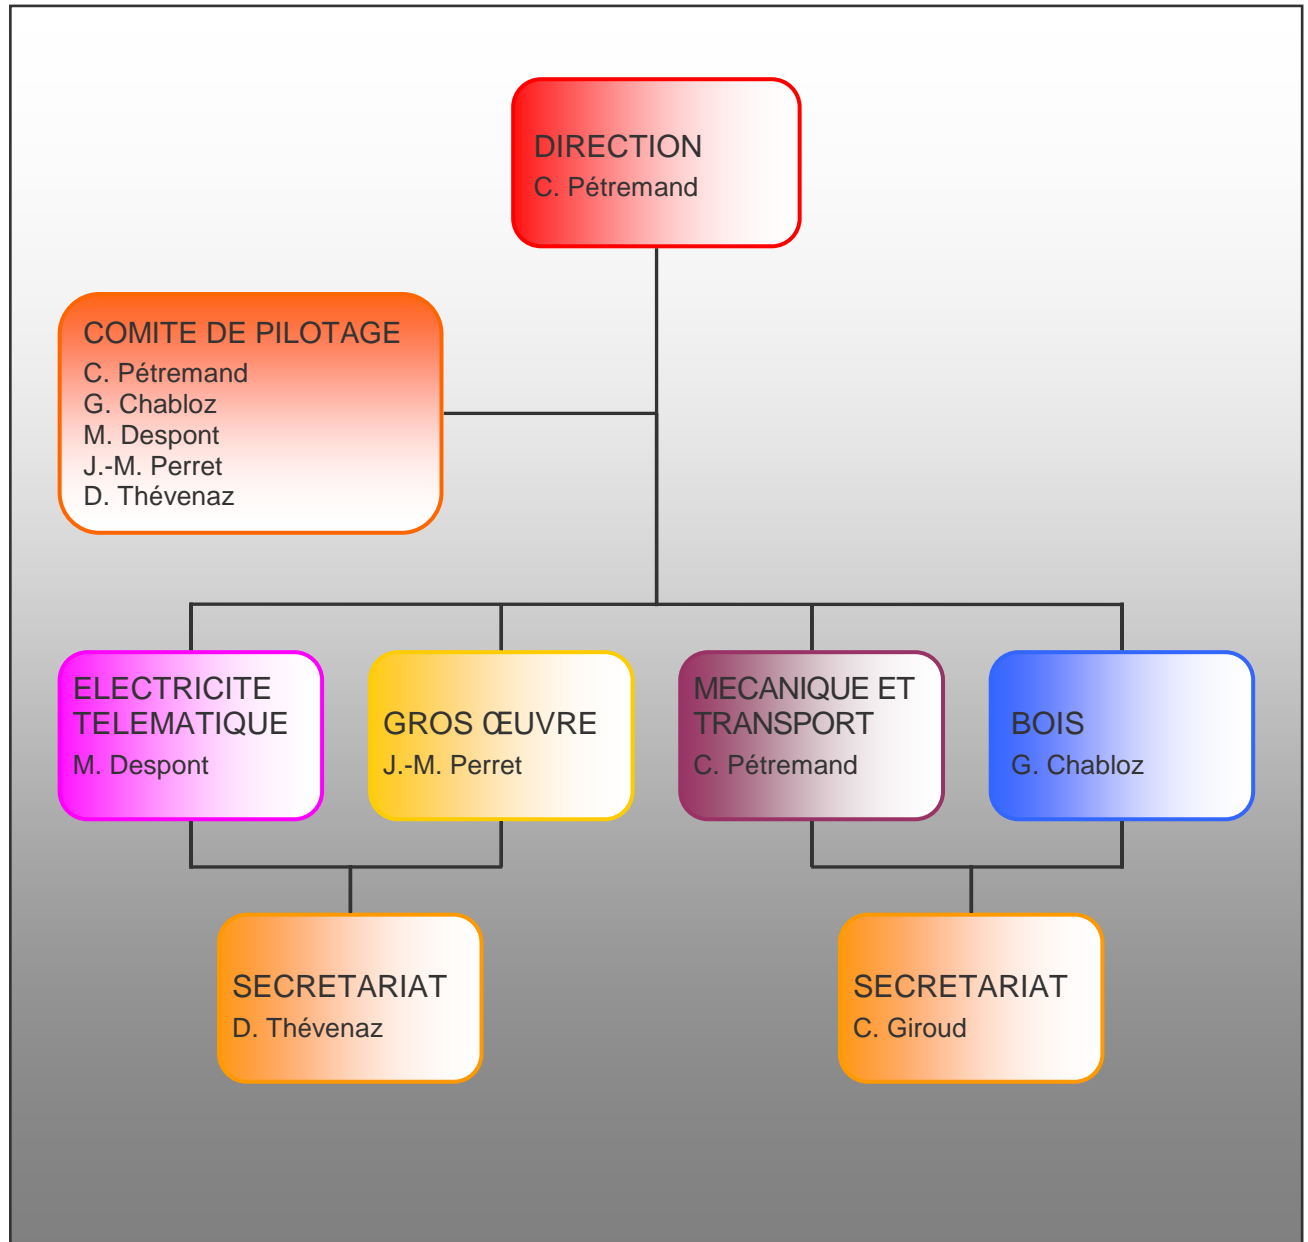 DIRECTION
C. Pétremand
COMITE DE PILOTAGE
C. Pétremand
G. Chabloz
M. Despont
J.-M. Perret
D. Thévenaz
ELECTRICITE
TELEMATIQUE
M. Despont
GROS ŒUVRE
J.-M. Perret
MECANIQUE ET
TRANSPORT
C. Pétremand
BOIS
G. Chabloz
SECRETARIAT
D. Thévenaz
SECRETARIAT
C. Giroud